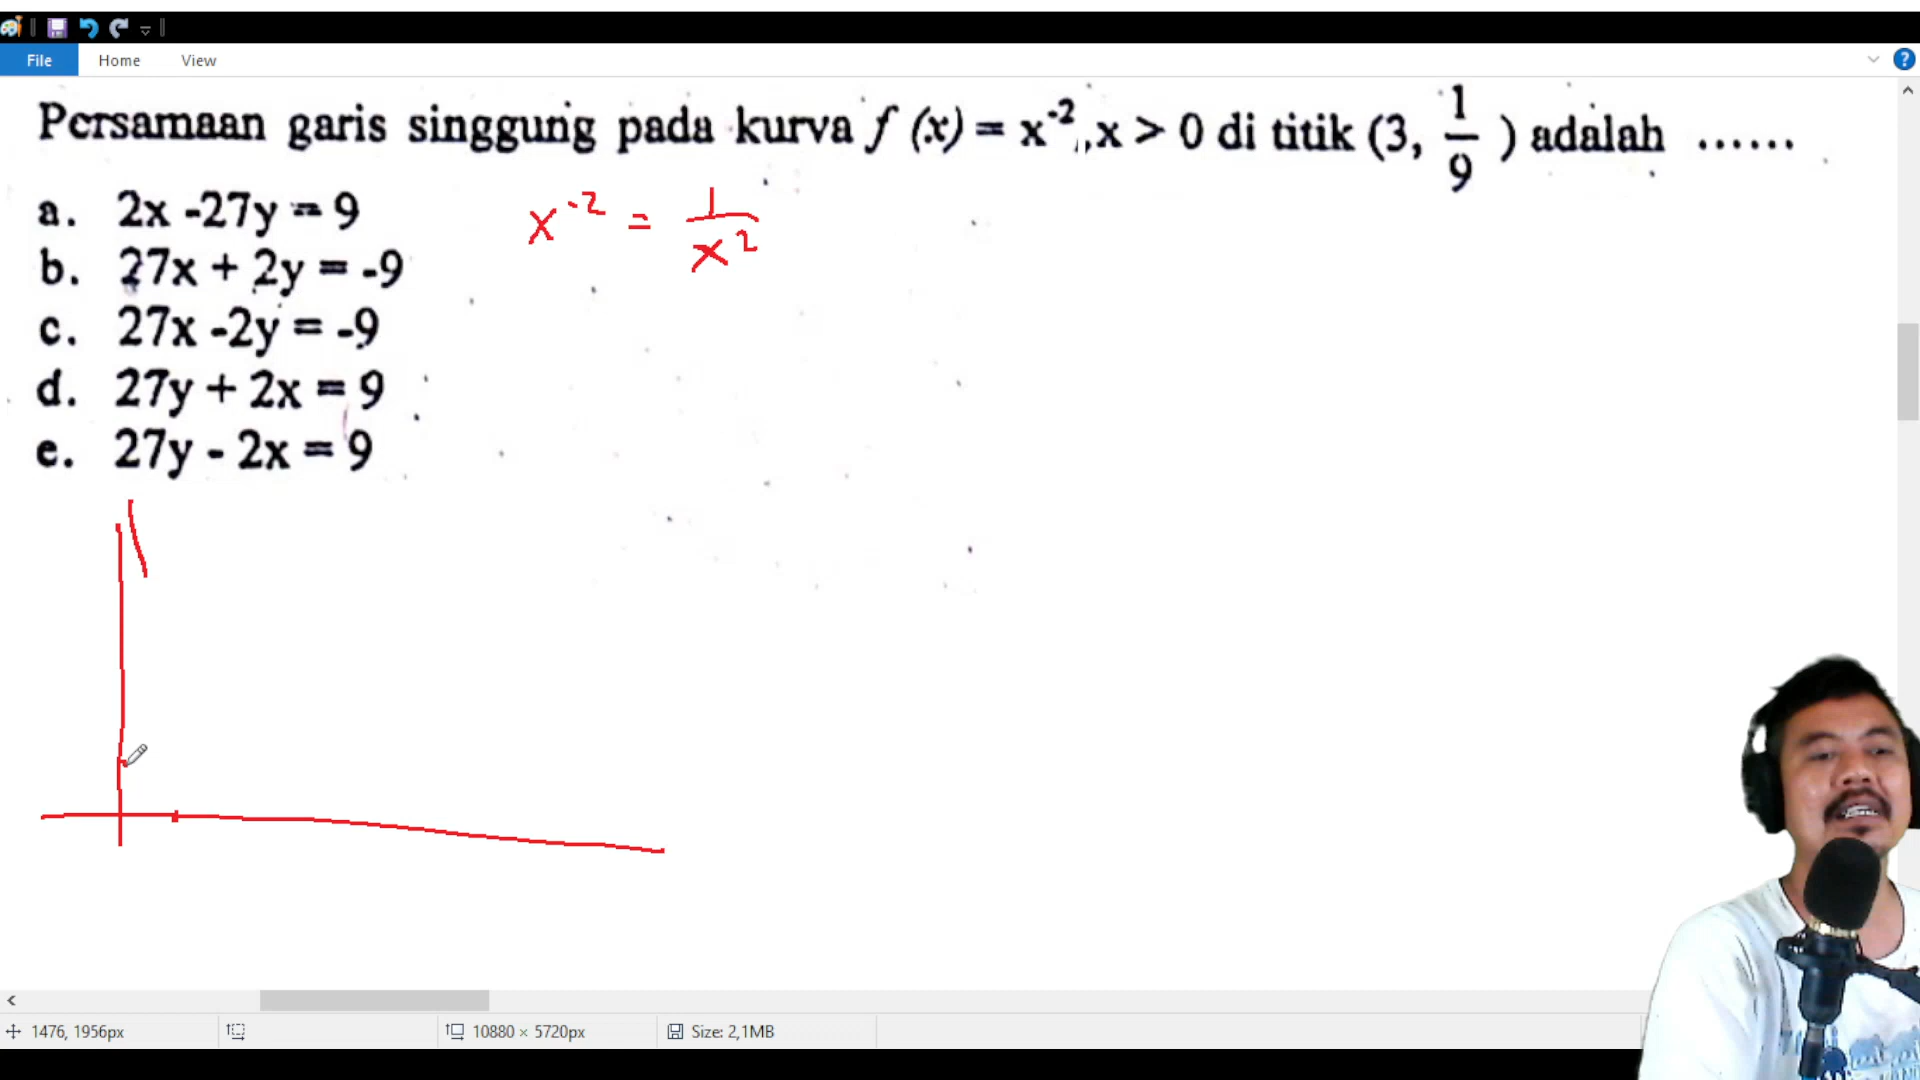 File Home View
Persamaan garis singgung pada kurva f (x) = x⁻² , x > 0 di titik (3, 1/9 ) adalah ......
a. 2x -27y = 9
b. 27x + 2y = -9
c. 27x -2y = -9
d. 27y + 2x = 9
e. 27y - 2x = 9
x⁻² = 1/x²
1476, 1956px 10880 × 5720px Size: 2,1MB